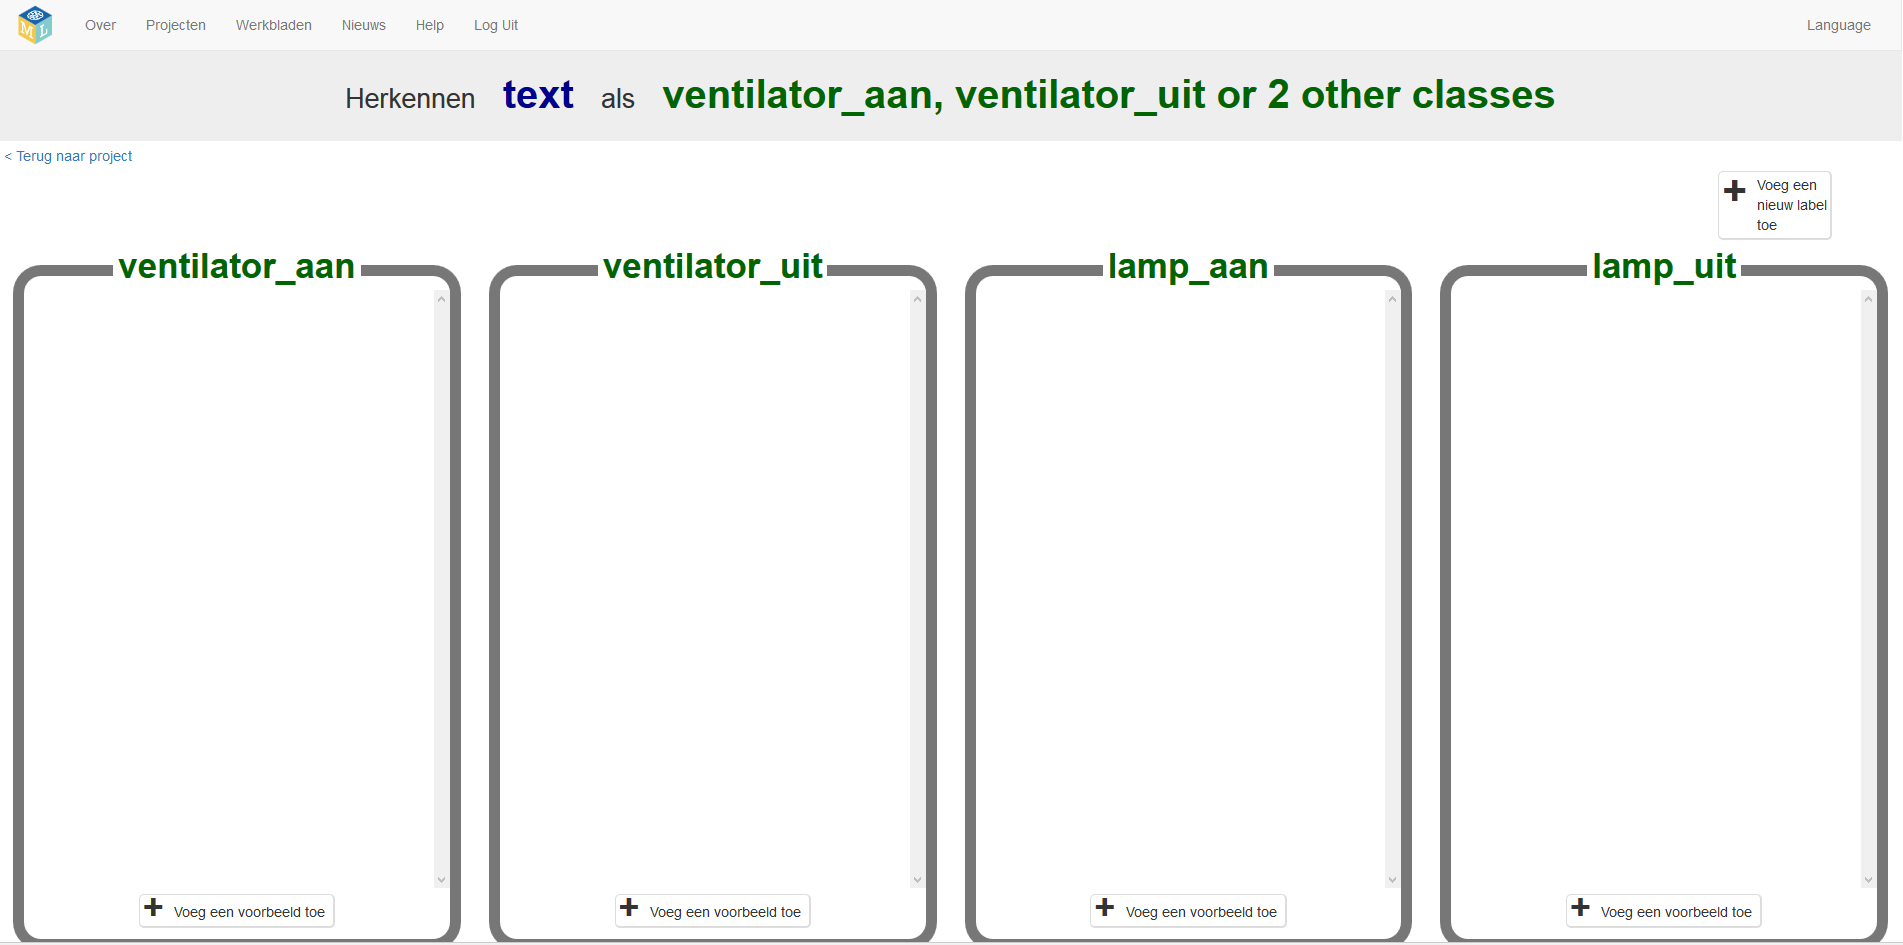 M L Over Projecten Werkbladen Nieuws Help Log Uit Language
Herkennen text als ventilator_aan, ventilator_uit or 2 other classes
< Terug naar project
Voeg een
nieuw label
toe
ventilator_aan ventilator_uit lamp_aan lamp_uit
Voeg een voorbeeld toe Voeg een voorbeeld toe Voeg een voorbeeld toe Voeg een voorbeeld toe